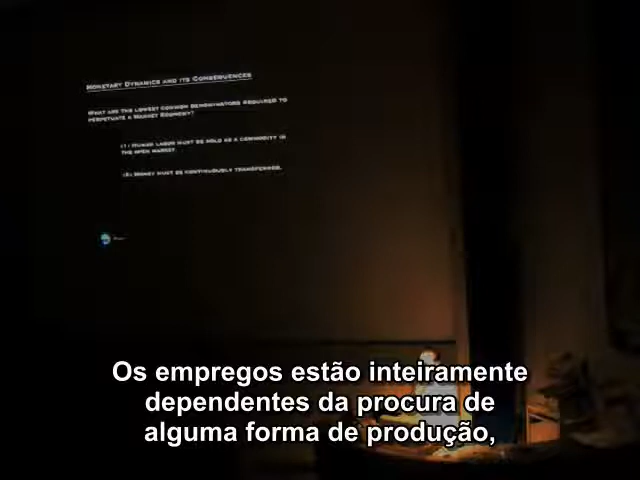 Monetary Dynamics and its Consequences
What are the lowest common denominators required to
perpetuate a Market Economy?
(1) Human labor must be sold as a commodity in
the open market.
(2) Money must be continuously transferred.
Os empregos estão inteiramente
dependentes da procura de
alguma forma de produção,